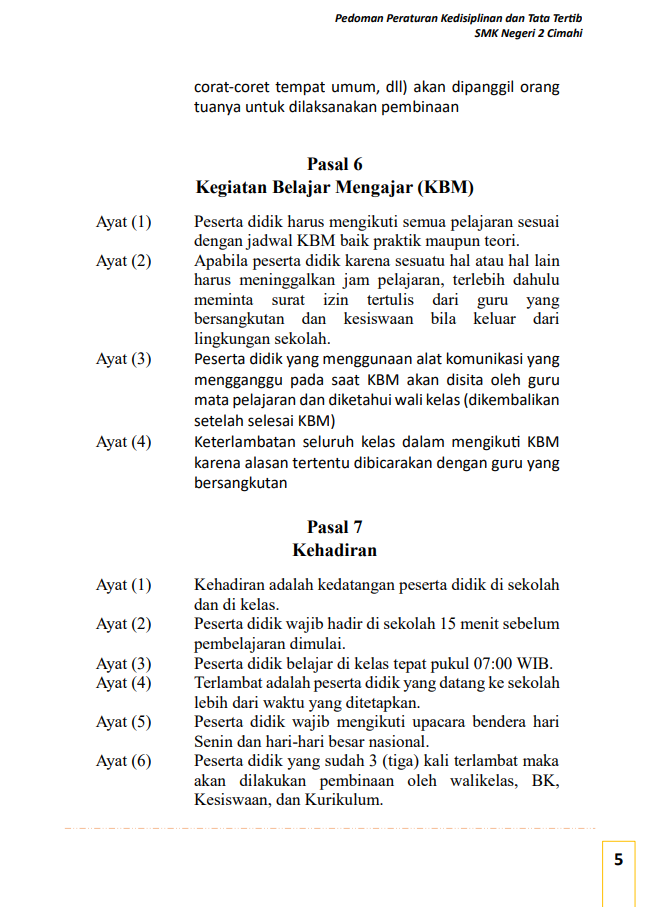 Pedoman Peraturan Kedisiplinan dan Tata Tertib
SMK Negeri 2 Cimahi
corat-coret tempat umum, dll) akan dipanggil orang
tuanya untuk dilaksanakan pembinaan
Pasal 6
Kegiatan Belajar Mengajar (KBM)
Ayat (1) Peserta didik harus mengikuti semua pelajaran sesuai
dengan jadwal KBM baik praktik maupun teori.
Ayat (2) Apabila peserta didik karena sesuatu hal atau hal lain
harus meninggalkan jam pelajaran, terlebih dahulu
meminta surat izin tertulis dari guru yang
bersangkutan dan kesiswaan bila keluar dari
lingkungan sekolah.
Ayat (3) Peserta didik yang menggunaan alat komunikasi yang
mengganggu pada saat KBM akan disita oleh guru
mata pelajaran dan diketahui wali kelas (dikembalikan
setelah selesai KBM)
Ayat (4) Keterlambatan seluruh kelas dalam mengikuti KBM
karena alasan tertentu dibicarakan dengan guru yang
bersangkutan
Pasal 7
Kehadiran
Ayat (1) Kehadiran adalah kedatangan peserta didik di sekolah
dan di kelas.
Ayat (2) Peserta didik wajib hadir di sekolah 15 menit sebelum
pembelajaran dimulai.
Ayat (3) Peserta didik belajar di kelas tepat pukul 07:00 WIB.
Ayat (4) Terlambat adalah peserta didik yang datang ke sekolah
lebih dari waktu yang ditetapkan.
Ayat (5) Peserta didik wajib mengikuti upacara bendera hari
Senin dan hari-hari besar nasional.
Ayat (6) Peserta didik yang sudah 3 (tiga) kali terlambat maka
akan dilakukan pembinaan oleh walikelas, BK,
Kesiswaan, dan Kurikulum.
5